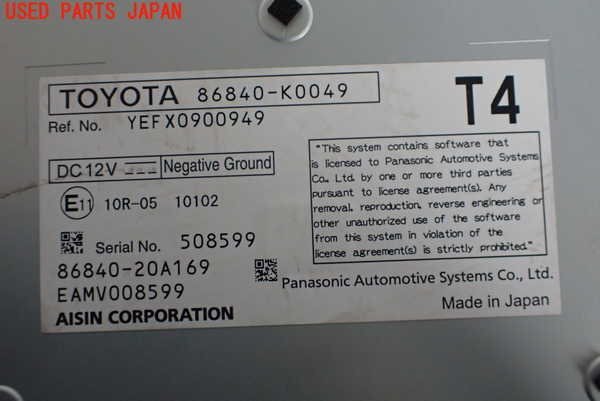 USED PARTS JAPAN
TOYOTA 86840-K0049
T4
Ref. No. YEFX0900949
DC 12V Negative Ground
E11 10R-05 10102
"This system contains software that
is licensed to Panasonic Automotive Systems
Co., Ltd. by one or more third parties
pursuant to license agreement(s). Any
removal, reproduction, reverse engineering or
other unauthorized use of the software
from this system in violation of the
license agreement(s) is strictly prohibited."
Serial No. 508599
86840-20A169
EAMV008599
AISIN CORPORATION
Panasonic Automotive Systems Co., Ltd.
Made in Japan